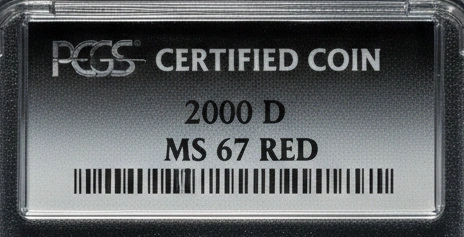 PCGS CERTIFIED COIN
2000 D
MS 67 RED